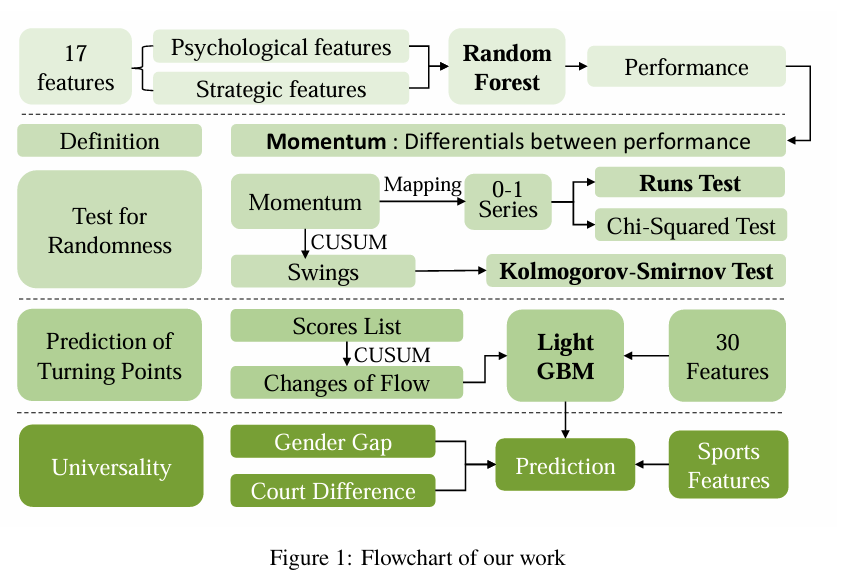 17
features
Psychological features
Strategic features
Random
Forest
Performance
Definition
Momentum : Differentials between performance
Test for
Randomness
Momentum
Mapping
0-1
Series
Runs Test
Chi-Squared Test
CUSUM
Swings
Kolmogorov-Smirnov Test
Prediction of
Turning Points
Scores List
CUSUM
Changes of Flow
Light
GBM
30
Features
Universality
Gender Gap
Court Difference
Prediction
Sports
Features
Figure 1: Flowchart of our work